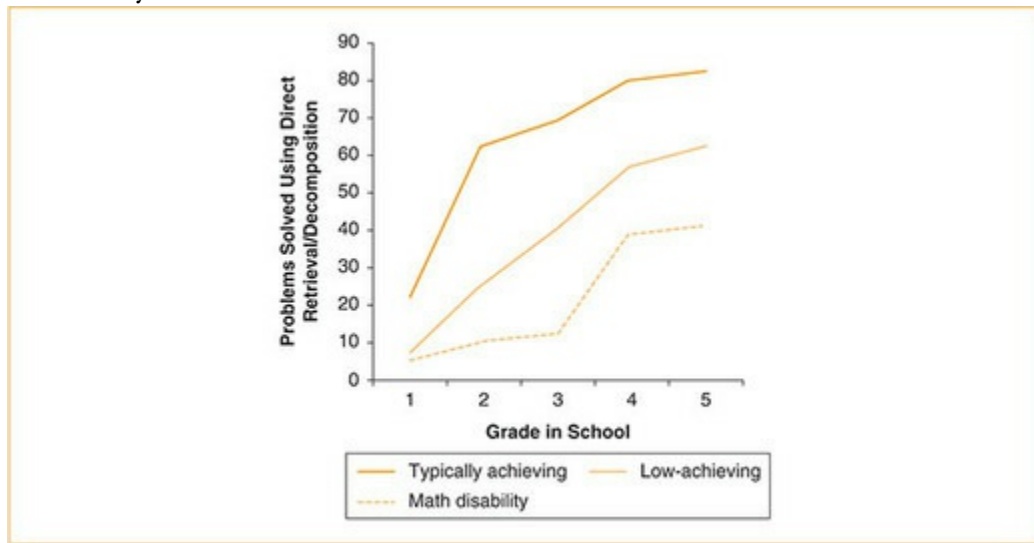 90
80
70
60
50
40
30
20
10
0
Problems Solved Using Direct
Retrieval/Decomposition
1 2 3 4 5
Grade in School
Typically achieving Low-achieving
Math disability